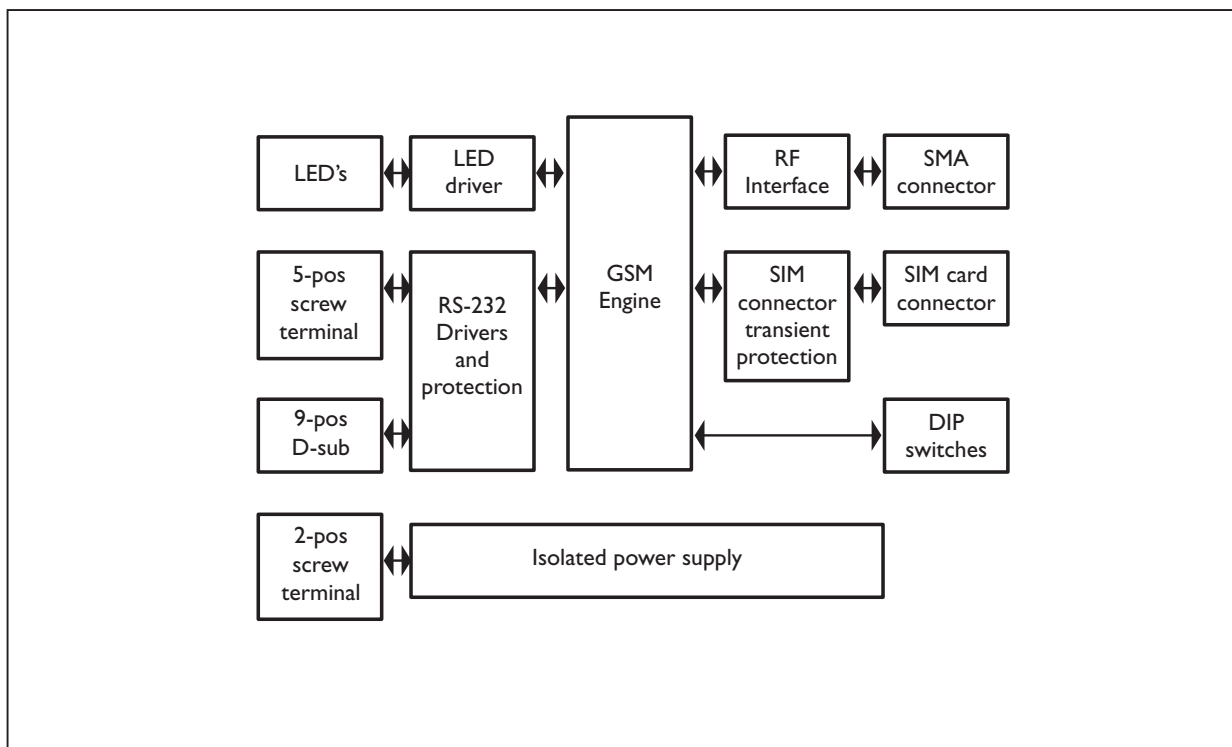 LED's
LED
driver
GSM
Engine
RF
Interface
SMA
connector
5-pos
screw
terminal
RS-232
Drivers
and
protection
SIM
connector
transient
protection
SIM card
connector
9-pos
D-sub
DIP
switches
2-pos
screw
terminal
Isolated power supply